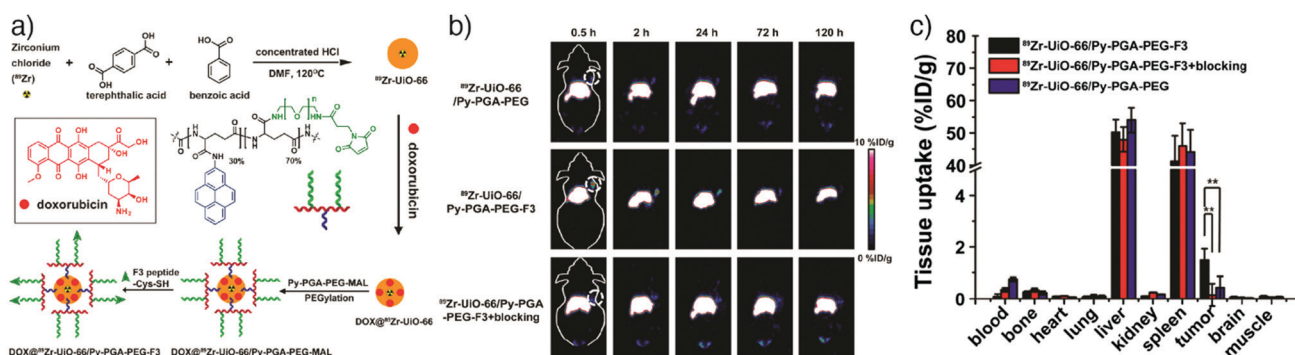 a)
Zirconium
chloride
(⁸⁹Zr)
+
terephthalic acid
+
benzoic acid
concentrated HCl
DMF, 120°C
⁸⁹Zr-UiO-66
doxorubicin
30%
70%
doxorubicin
F3 peptide
-Cys-SH
Py-PGA-PEG-MAL
PEGylation
DOX@⁸⁹Zr-UiO-66
DOX@⁸⁹Zr-UiO-66/Py-PGA-PEG-F3
DOX@⁸⁹Zr-UiO-66/Py-PGA-PEG-MAL
b)
0.5 h 2 h 24 h 72 h 120 h
⁸⁹Zr-UiO-66
/Py-PGA-PEG
⁸⁹Zr-UiO-66/
Py-PGA-PEG-F3
⁸⁹Zr-UiO-66/Py-PGA
-PEG-F3+blocking
10 %ID/g
0 %ID/g
c)
Tissue uptake (%ID/g)
80
70
60
50
40
4
2
0
⁸⁹Zr-UiO-66/Py-PGA-PEG-F3
⁸⁹Zr-UiO-66/Py-PGA-PEG-F3+blocking
⁸⁹Zr-UiO-66/Py-PGA-PEG
**
**
blood
bone
heart
lung
liver
kidney
spleen
tumor
brain
muscle